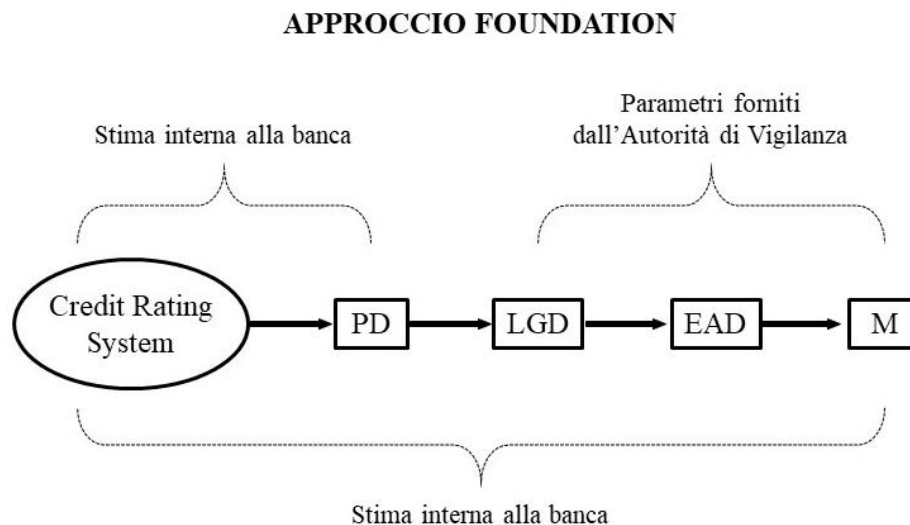 APPROCCIO FOUNDATION
Parametri forniti
dall'Autorità di Vigilanza
Stima interna alla banca
Credit Rating
System
PD
LGD
EAD
M
Stima interna alla banca